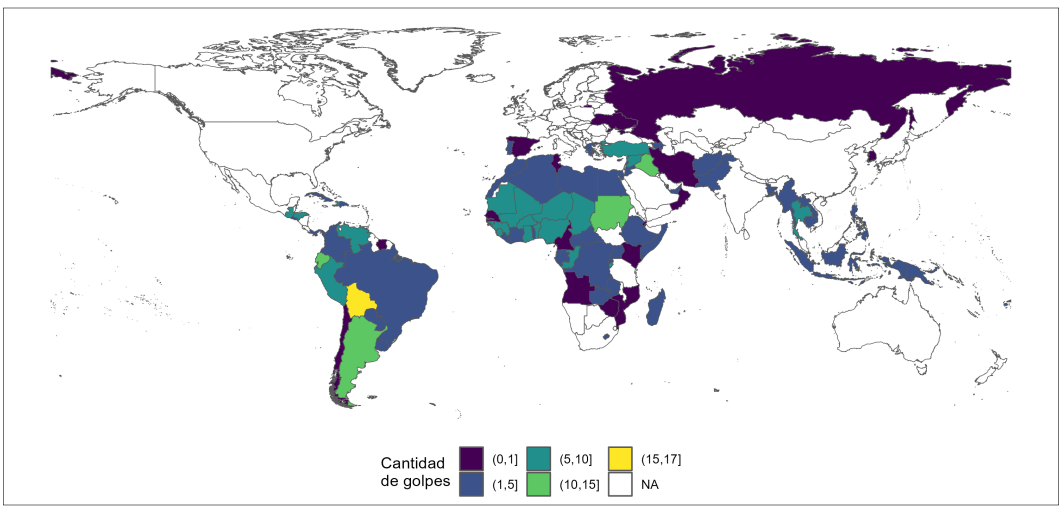 Cantidad
de golpes
(0,1] (5,10] (15,17]
(1,5] (10,15] NA